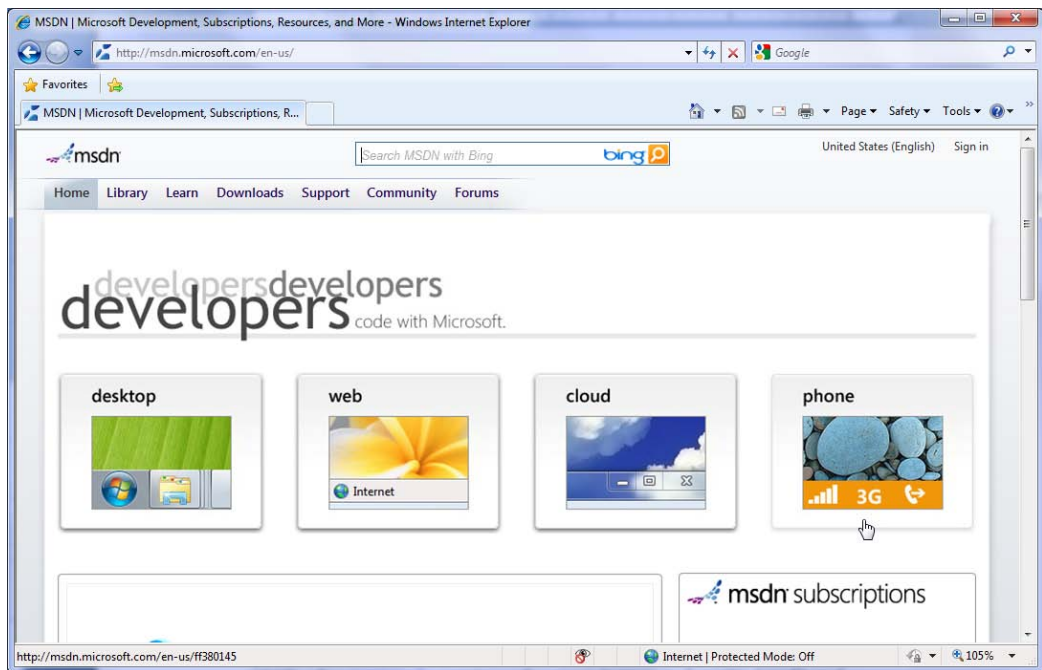 MSDN | Microsoft Development, Subscriptions, Resources, and More - Windows Internet Explorer
http://msdn.microsoft.com/en-us/
Google
Favorites
MSDN | Microsoft Development, Subscriptions, R...
Page Safety Tools
msdn
Search MSDN with Bing
bing
United States (English) Sign in
Home Library Learn Downloads Support Community Forums
developersdevelopers
developers code with Microsoft.
desktop
web
cloud
phone
Internet
3G
msdn subscriptions
http://msdn.microsoft.com/en-us/ff380145
Internet | Protected Mode: Off
105%